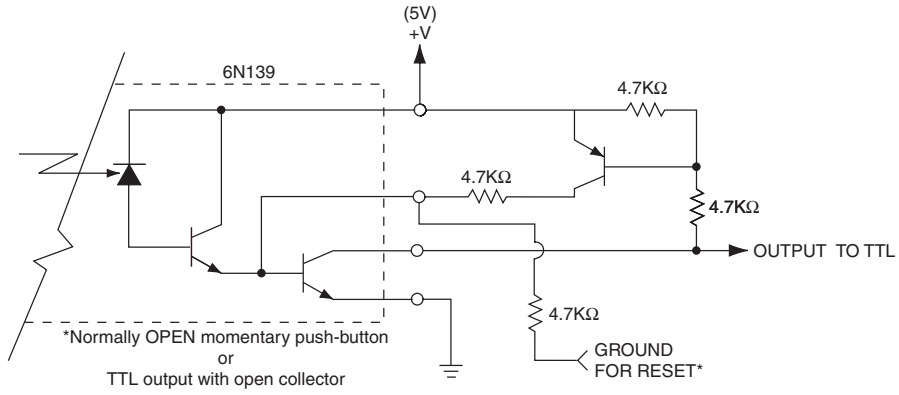 (5V)
+V
6N139
4.7KΩ
4.7KΩ
4.7KΩ
OUTPUT TO TTL
4.7KΩ
*Normally OPEN momentary push-button
or
TTL output with open collector
GROUND
FOR RESET*